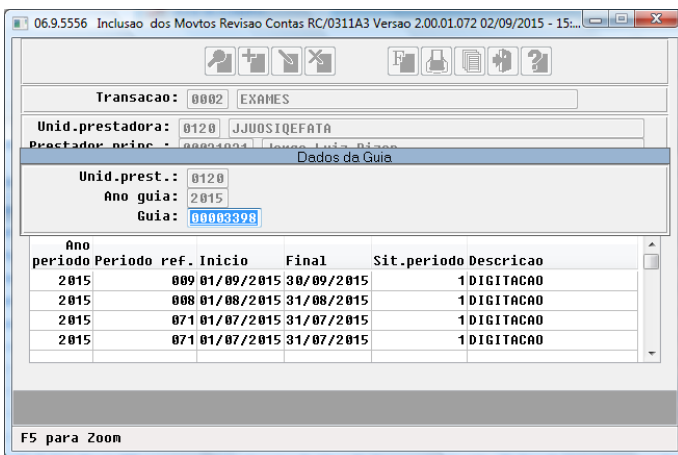 06.9.5556 Inclusao dos Movtos Revisao Contas RC/0311A3 Versao 2.00.01.072 02/09/2015 - 15:...
Transacao: 0002 EXAMES
Unid.prestadora: 0120 JJUOSIQEFATA
Prestador princ.:
Dados da Guia
Unid.prest.: 0120
Ano guia: 2015
Guia: 00003398
Ano
periodo Periodo ref. Inicio Final Sit.periodo Descricao
2015 009 01/09/2015 30/09/2015 1 DIGITACAO
2015 008 01/08/2015 31/08/2015 1 DIGITACAO
2015 071 01/07/2015 31/07/2015 1 DIGITACAO
2015 071 01/07/2015 31/07/2015 1 DIGITACAO
F5 para Zoom